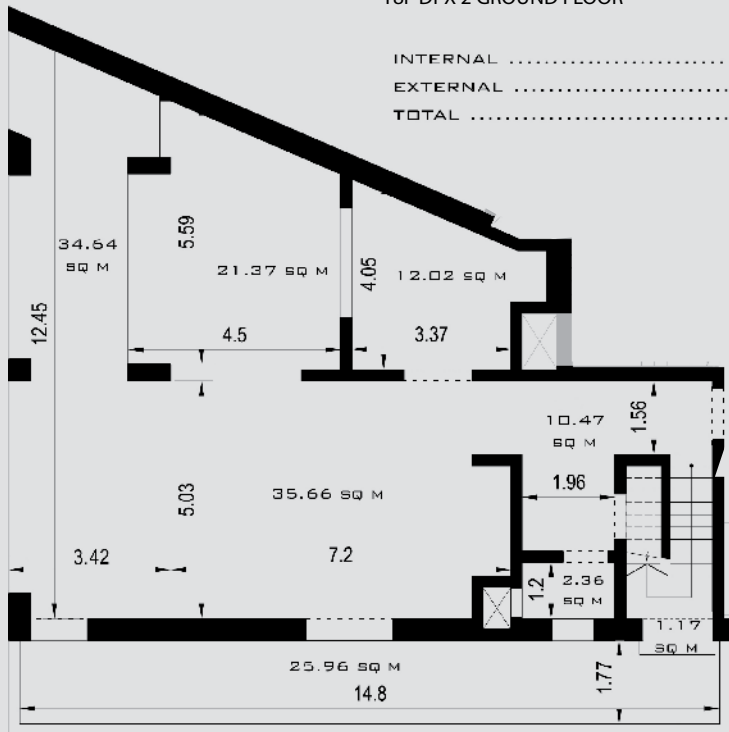 INTERNAL ........................
EXTERNAL ........................
TOTAL ............................
34.64
SQ M
5.59
21.37 SQ M
4.05
12.02 SQ M
12.45
4.5
3.37
10.47
SQ M
1.56
1.96
5.03
35.66 SQ M
3.42
7.2
1.2
2.36
SQ M
1.17
SQ M
25.96 SQ M
1.77
14.8